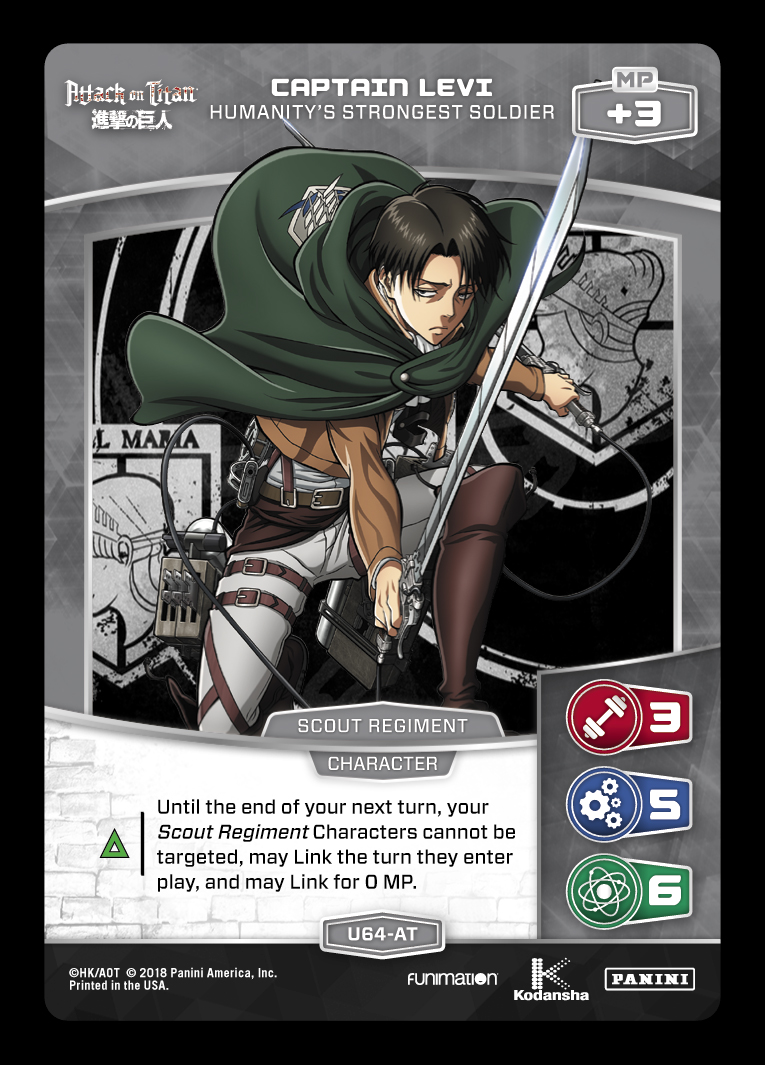 Attack on Titan
進撃の巨人
CAPTAIN LEVI
HUMANITY'S STRONGEST SOLDIER
MP
+3
LL MARIA
SCOUT REGIMENT
CHARACTER
3
5
6
Until the end of your next turn, your
Scout Regiment Characters cannot be
targeted, may Link the turn they enter
play, and may Link for 0 MP.
U64-AT
©HK/AOT © 2018 Panini America, Inc.
Printed in the USA.
FUNIMATION
Kodansha
PANINI